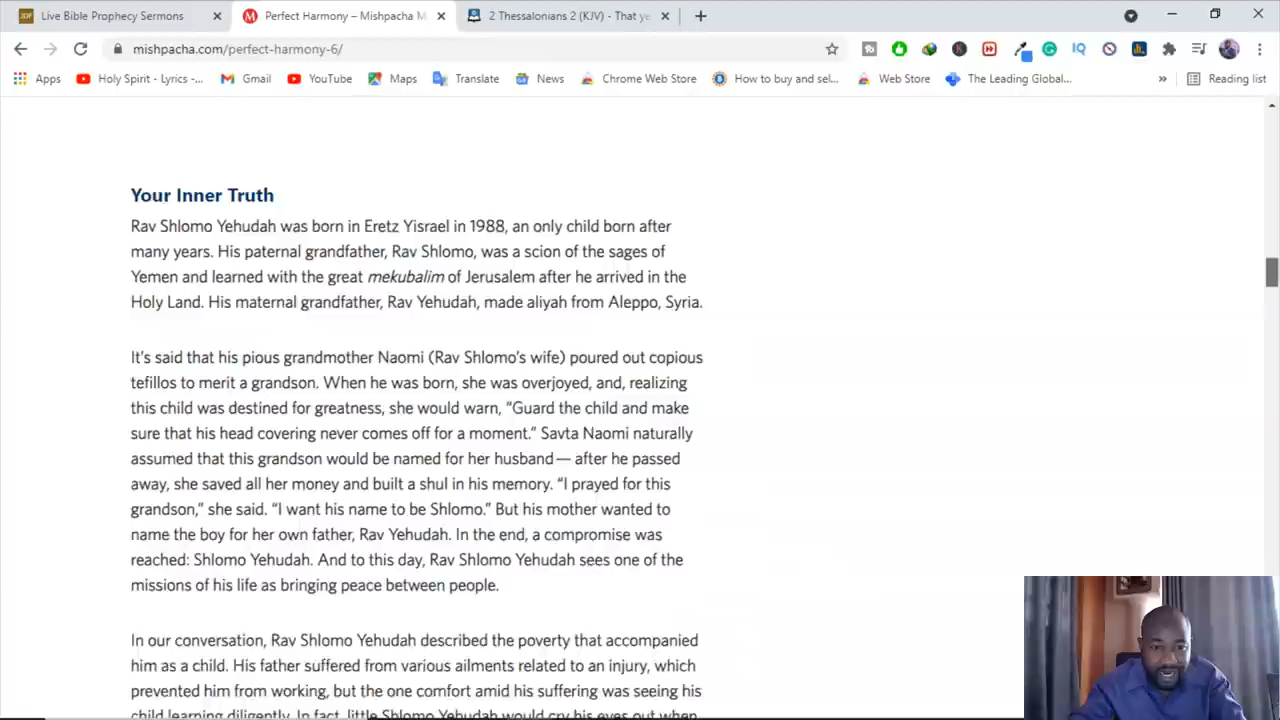 Live Bible Prophecy Sermons
Perfect Harmony – Mishpacha M
2 Thessalonians 2 (KJV) - That ye
mishpacha.com/perfect-harmony-6/
Apps
Holy Spirit - Lyrics -...
Gmail
YouTube
Maps
Translate
News
Chrome Web Store
How to buy and sel...
Web Store
The Leading Global...
»
Reading list
Your Inner Truth
Rav Shlomo Yehudah was born in Eretz Yisrael in 1988, an only child born after
many years. His paternal grandfather, Rav Shlomo, was a scion of the sages of
Yemen and learned with the great mekubalim of Jerusalem after he arrived in the
Holy Land. His maternal grandfather, Rav Yehudah, made aliyah from Aleppo, Syria.
It's said that his pious grandmother Naomi (Rav Shlomo's wife) poured out copious
tefillos to merit a grandson. When he was born, she was overjoyed, and, realizing
this child was destined for greatness, she would warn, “Guard the child and make
sure that his head covering never comes off for a moment.” Savta Naomi naturally
assumed that this grandson would be named for her husband— after he passed
away, she saved all her money and built a shul in his memory. “I prayed for this
grandson,” she said. “I want his name to be Shlomo.” But his mother wanted to
name the boy for her own father, Rav Yehudah. In the end, a compromise was
reached: Shlomo Yehudah. And to this day, Rav Shlomo Yehudah sees one of the
missions of his life as bringing peace between people.
In our conversation, Rav Shlomo Yehudah described the poverty that accompanied
him as a child. His father suffered from various ailments related to an injury, which
prevented him from working, but the one comfort amid his suffering was seeing his
child learning diligently. In fact, little Shlomo Yehudah would cry his eyes out when